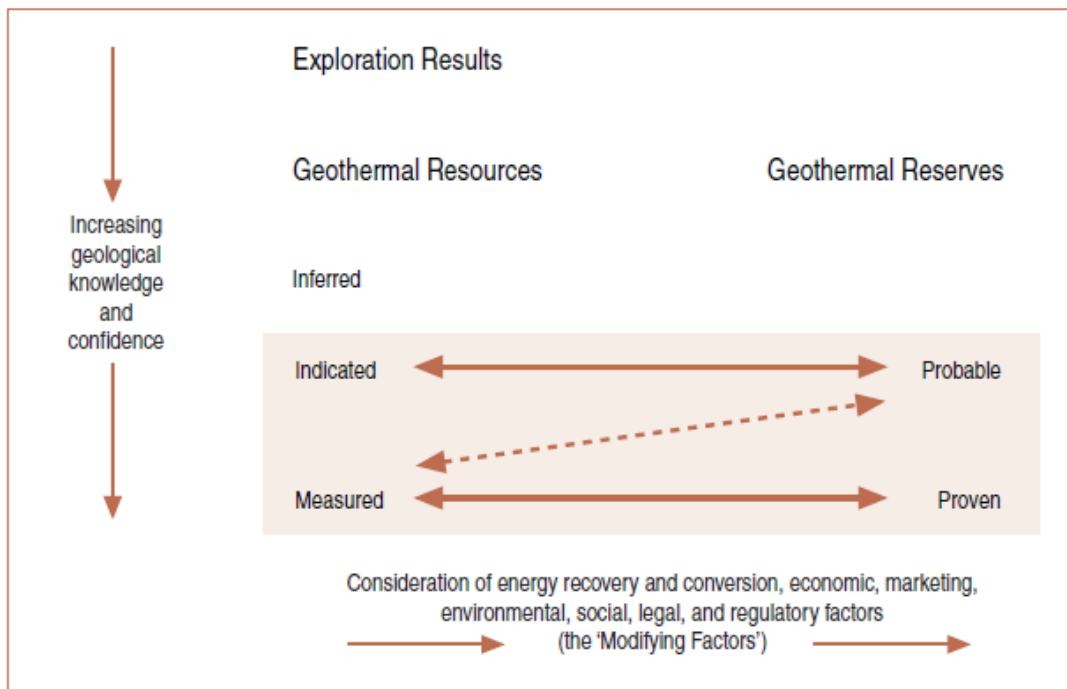 Exploration Results
Geothermal Resources
Geothermal Reserves
Increasing
geological
knowledge
and
confidence
Inferred
Indicated
Probable
Measured
Proven
Consideration of energy recovery and conversion, economic, marketing,
environmental, social, legal, and regulatory factors
(the ‘Modifying Factors’)